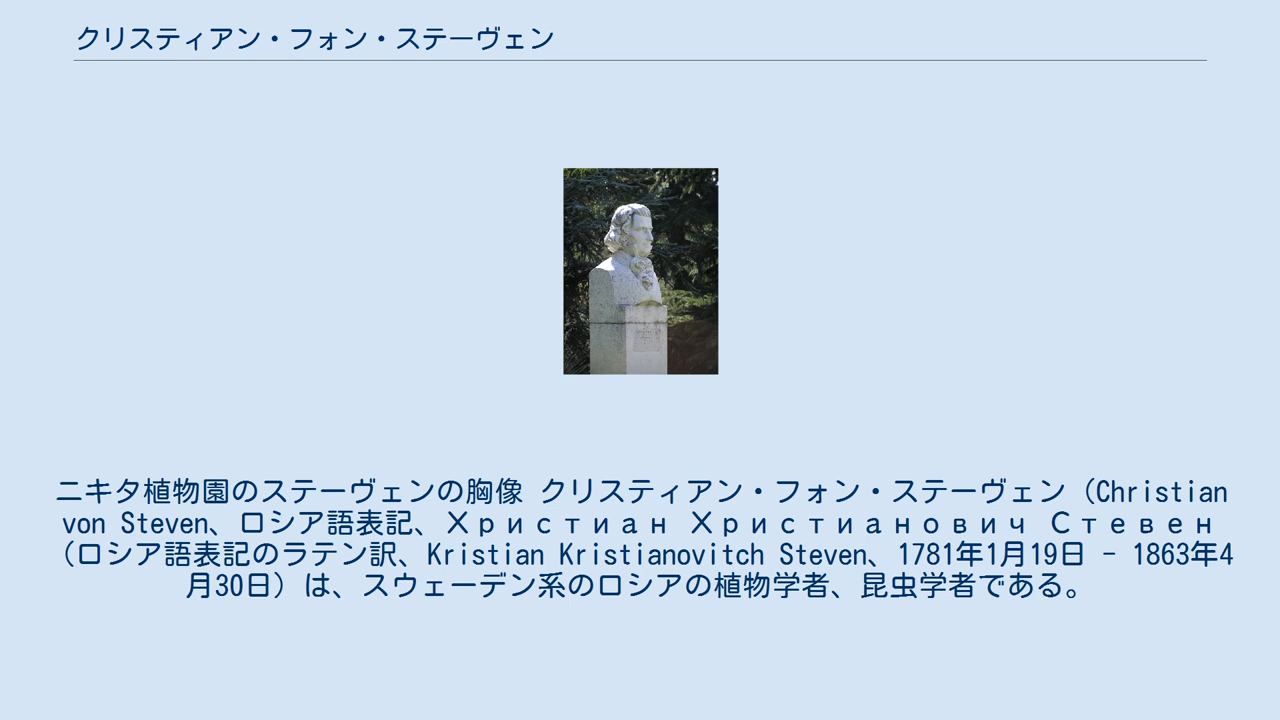 クリスティアン・フォン・ステーヴェン
ニキタ植物園のステーヴェンの胸像 クリスティアン・フォン・ステーヴェン（Christian
von Steven、ロシア語表記、Христиан Христианович Стевен
（ロシア語表記のラテン訳、Kristian Kristianovitch Steven、1781年1月19日 - 1863年4
月30日）は、スウェーデン系のロシアの植物学者、昆虫学者である。